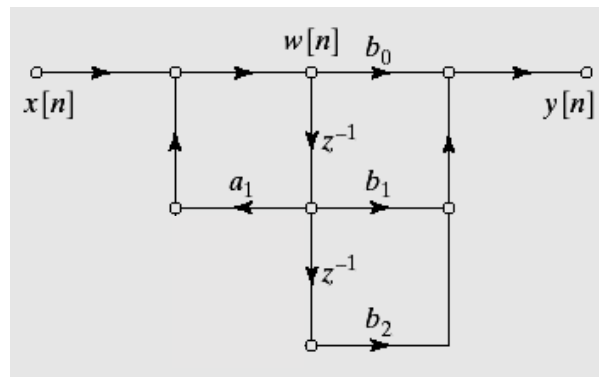 w[n] b₀
x[n] y[n]
z⁻¹
a₁ b₁
z⁻¹
b₂